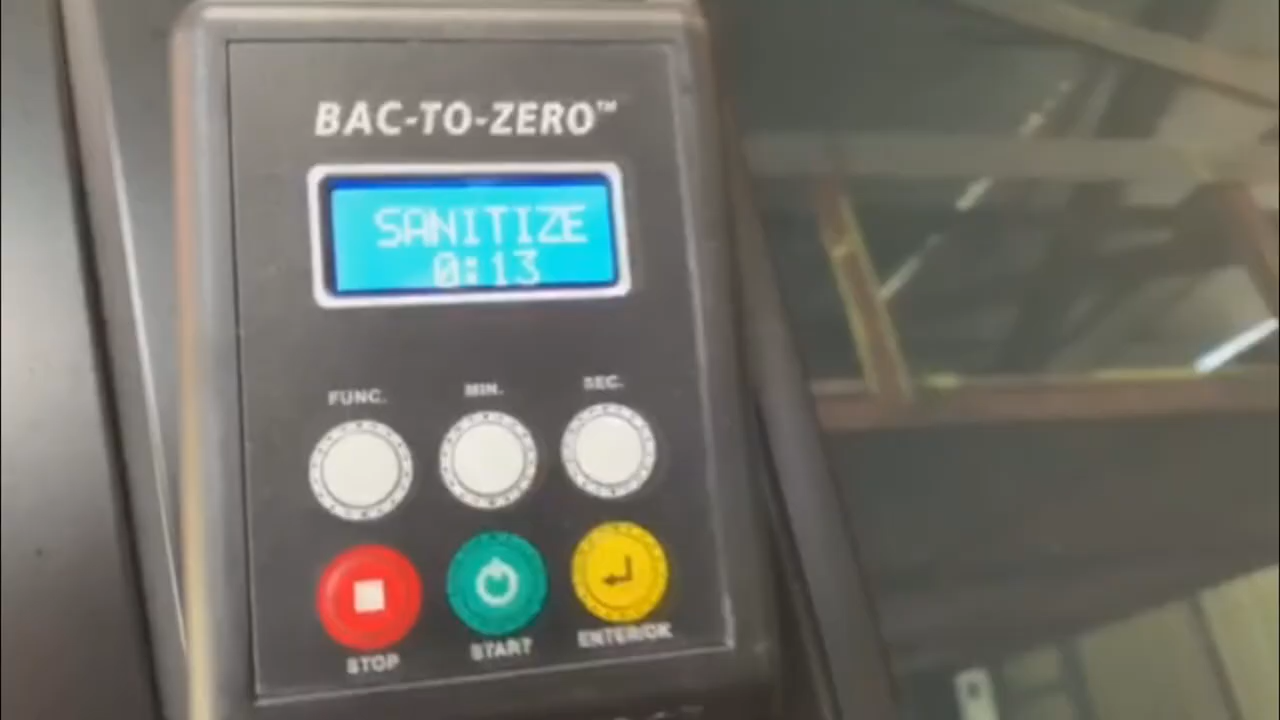 BAC-TO-ZERO™
SANITIZE
0:13
FUNC. MIN. SEC.
STOP START ENTER/OK